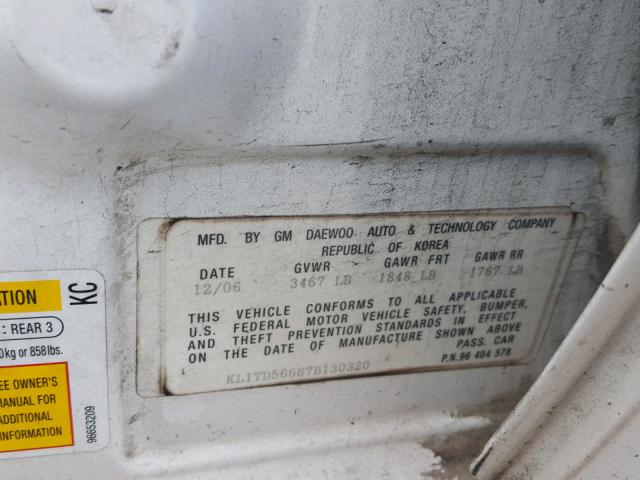 MFD. BY GM DAEWOO AUTO & TECHNOLOGY COMPANY
REPUBLIC OF KOREA
DATE GVWR GAWR FRT GAWR RR
12/06 3467 LB 1848 LB 1767 LB
THIS VEHICLE CONFORMS TO ALL APPLICABLE
U.S. FEDERAL MOTOR VEHICLE SAFETY, BUMPER,
AND THEFT PREVENTION STANDARDS IN EFFECT
ON THE DATE OF MANUFACTURE SHOWN ABOVE
PASS. CAR
KL1TD56687B130320
P.N.96 404 578
ATION
KC
: REAR 3
0kg or 858lbs.
EE OWNER'S
MANUAL FOR
ADDITIONAL
INFORMATION
96653209